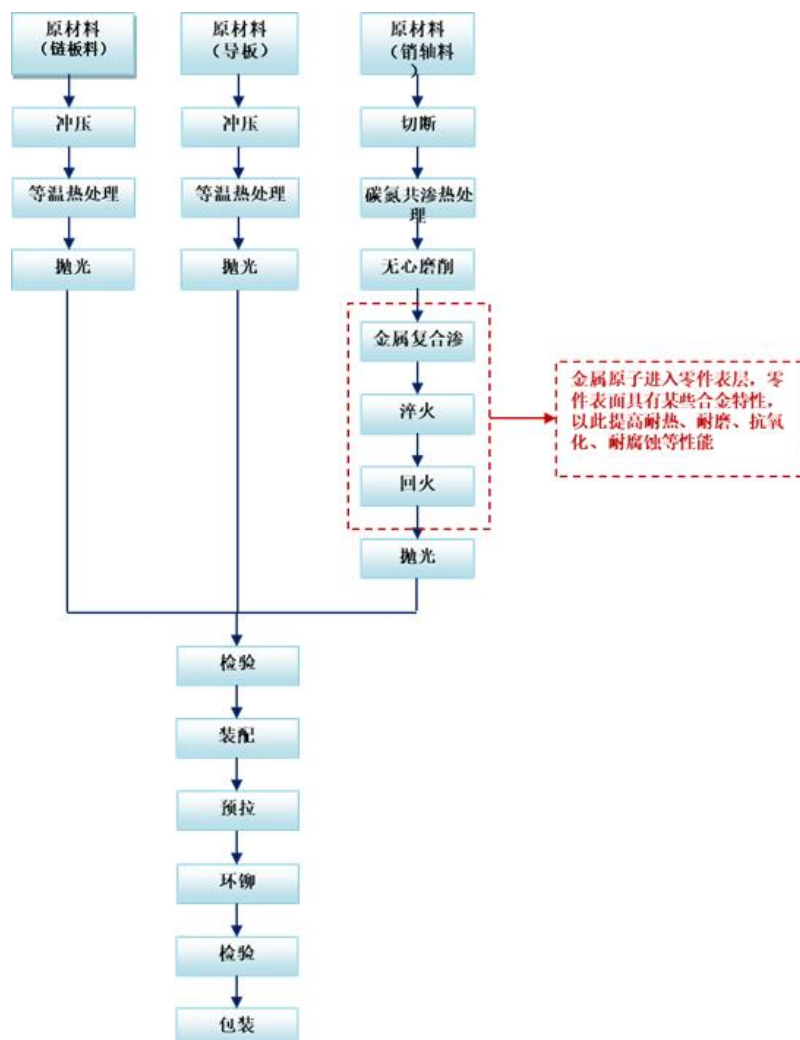 原材料
（链板料）
原材料
（导板）
原材料
（销轴料
）
冲压
冲压
切断
等温热处理
等温热处理
碳氮共渗热处
理
抛光
抛光
无心磨削
金属复合渗
淬火
回火
抛光
金属原子进入零件表层，零
件表面具有某些合金特性，
以此提高耐热、耐磨、抗氧
化、耐腐蚀等性能
检验
装配
预拉
环铆
检验
包装